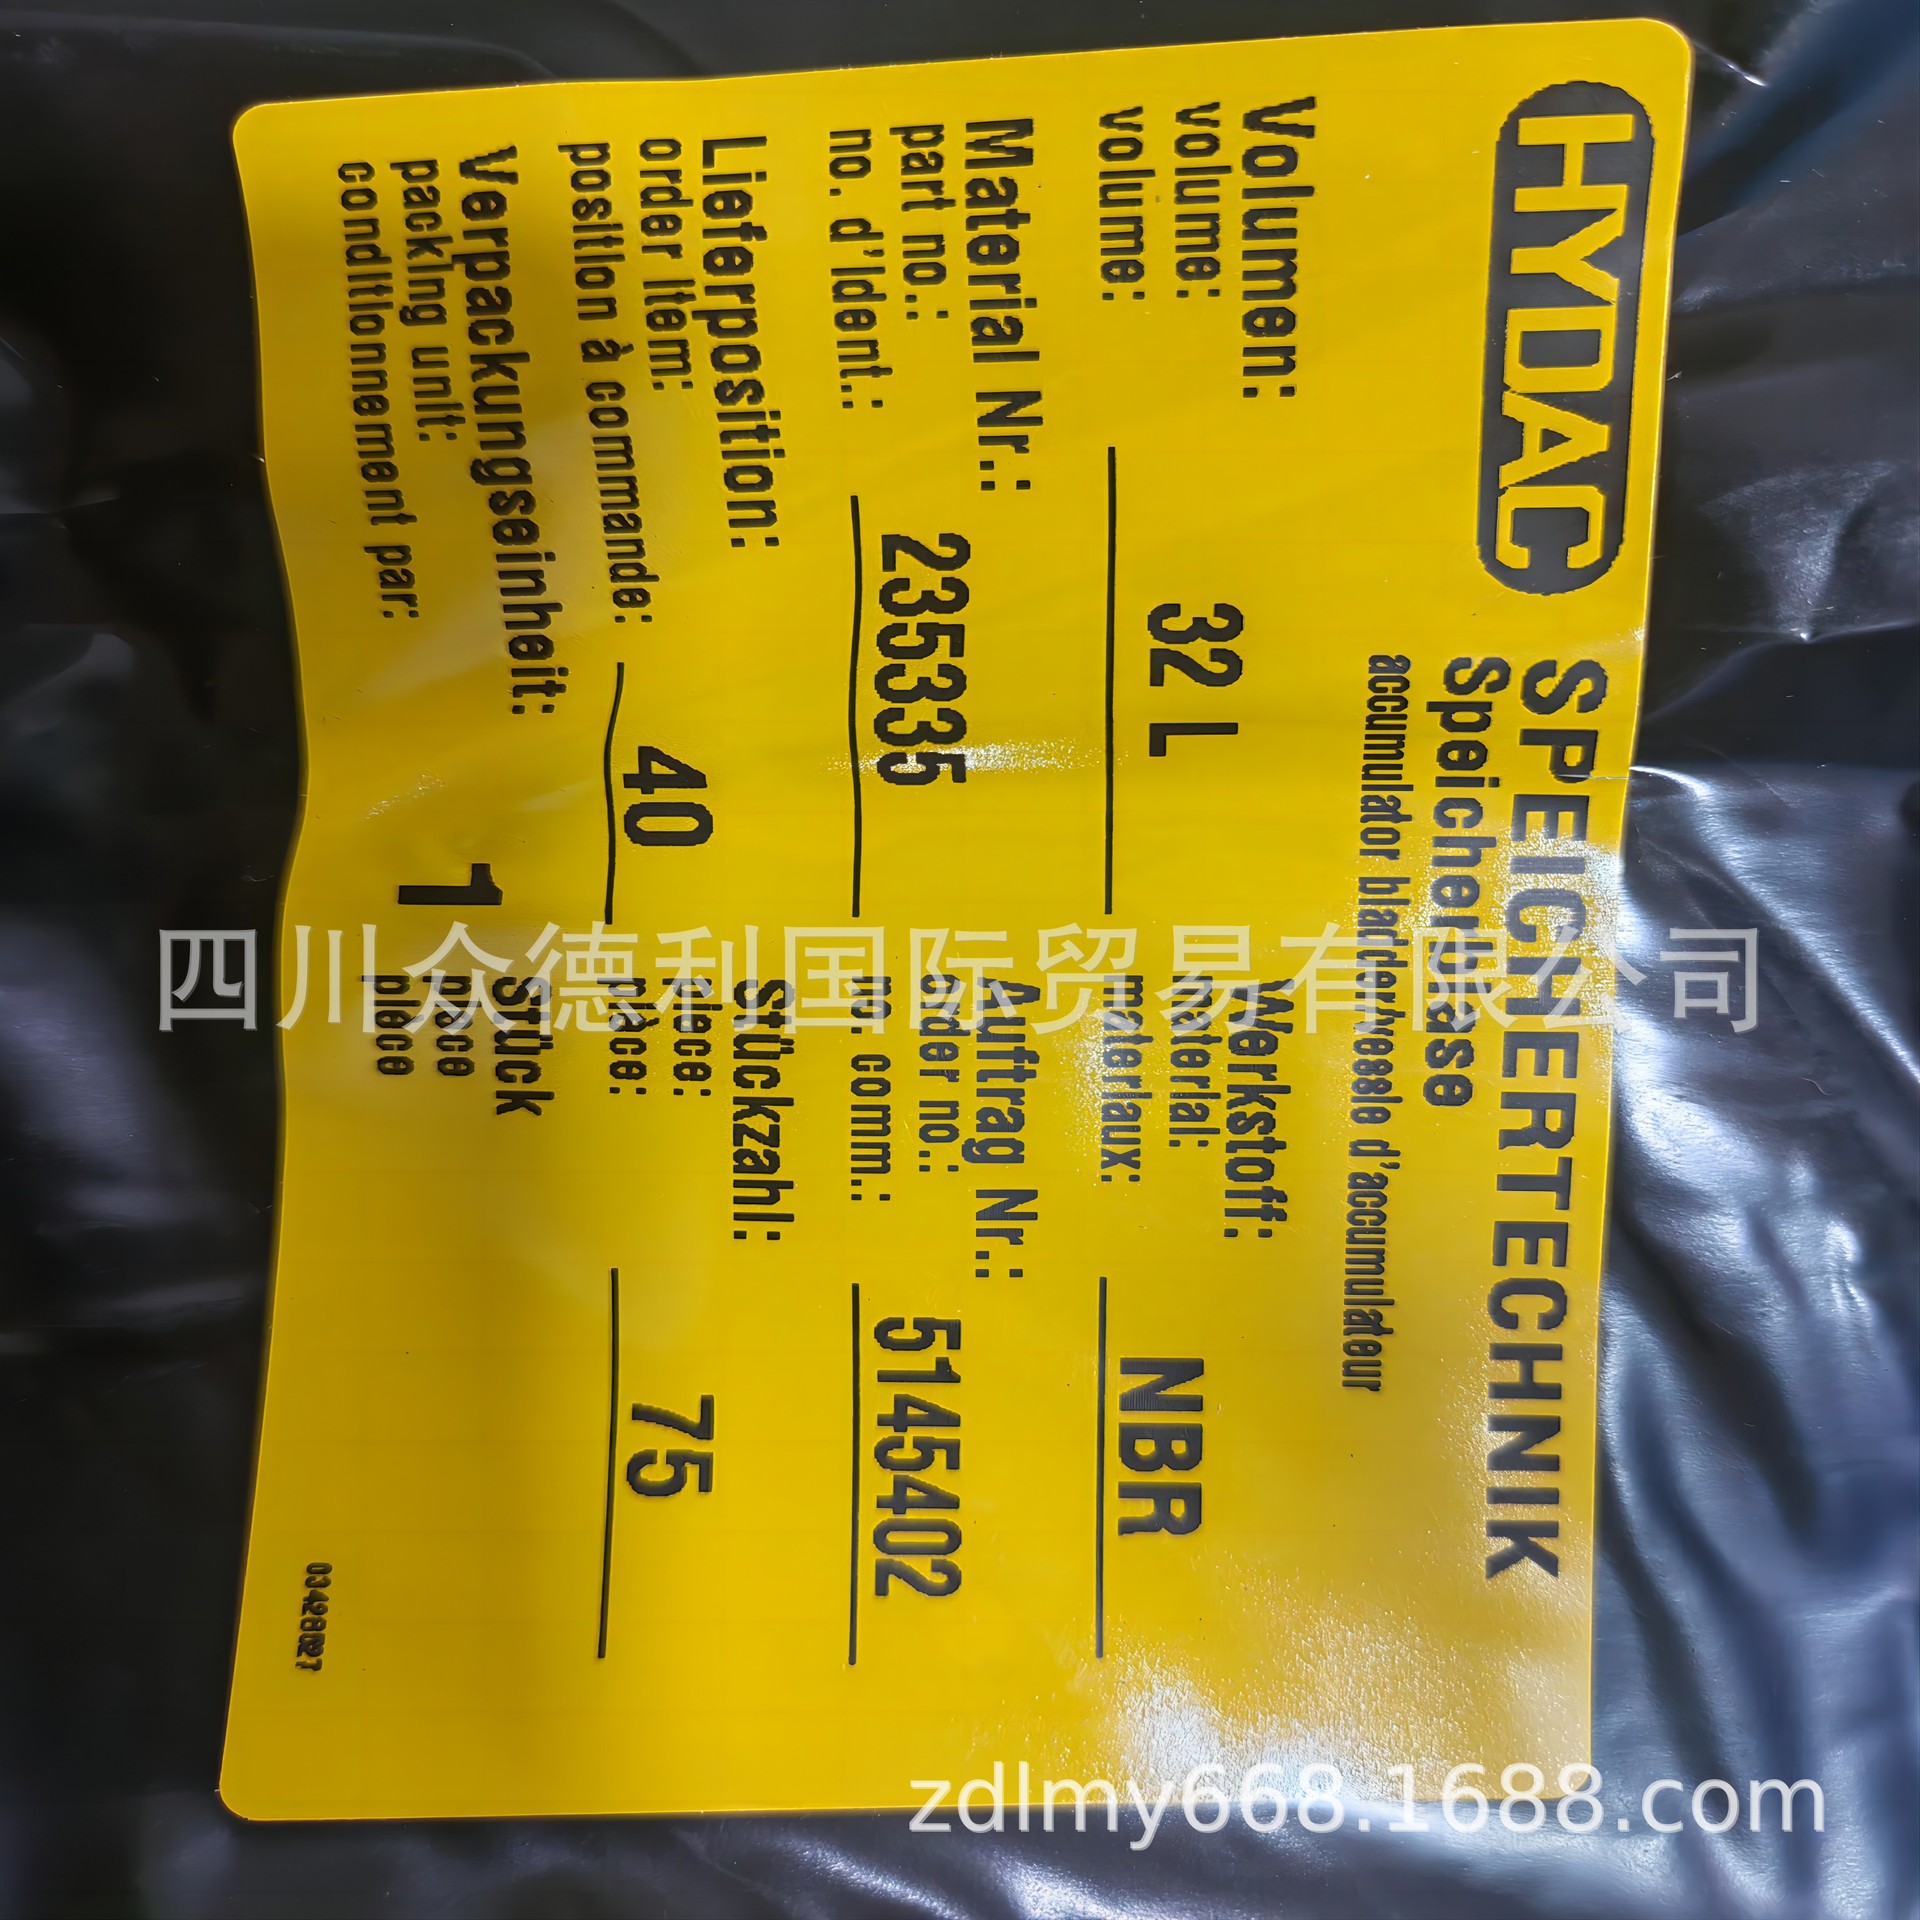 HYDAC SPEICHERTECHNIK
Speicherblase
accumulator bladder/vessie d'accumulateur
Volumen: 32 L Werkstoff: NBR
volume: material:
volume: materiaux:
Material Nr.: 235335 Auftrag Nr.: 5145402
part no.: order no.:
no. d'ident.: no. comm.:
Lieferposition: 40 Stückzahl: 75
order item: piece:
position à commande: pièce:
Verpackungseinheit: 1 Stück
packing unit: piece
conditionnement par: pièce
四川众德利国际贸易有限公司
zdlmy668.1688.com